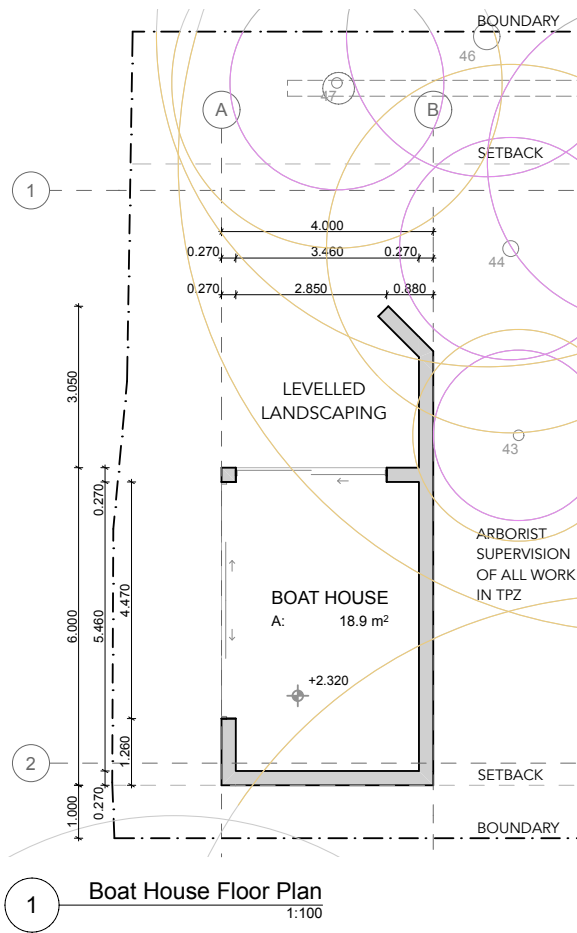 BOUNDARY
46
47
A
B
SETBACK
1
4.000
0.270 3.460 0.270
44
0.270 2.850 0.880
3.050
LEVELLED
LANDSCAPING
43
0.270
ARBORIST
SUPERVISION
OF ALL WORK
IN TPZ
6.000
5.460
4.470
BOAT HOUSE
A: 18.9 m²
+2.320
1.260
2
SETBACK
0.270
1.000
BOUNDARY
1
Boat House Floor Plan
1:100